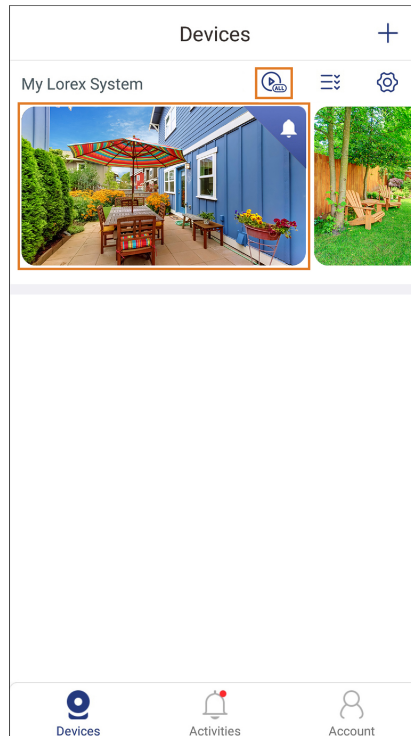 Devices
My Lorex System
ALL
Devices
Activities
Account